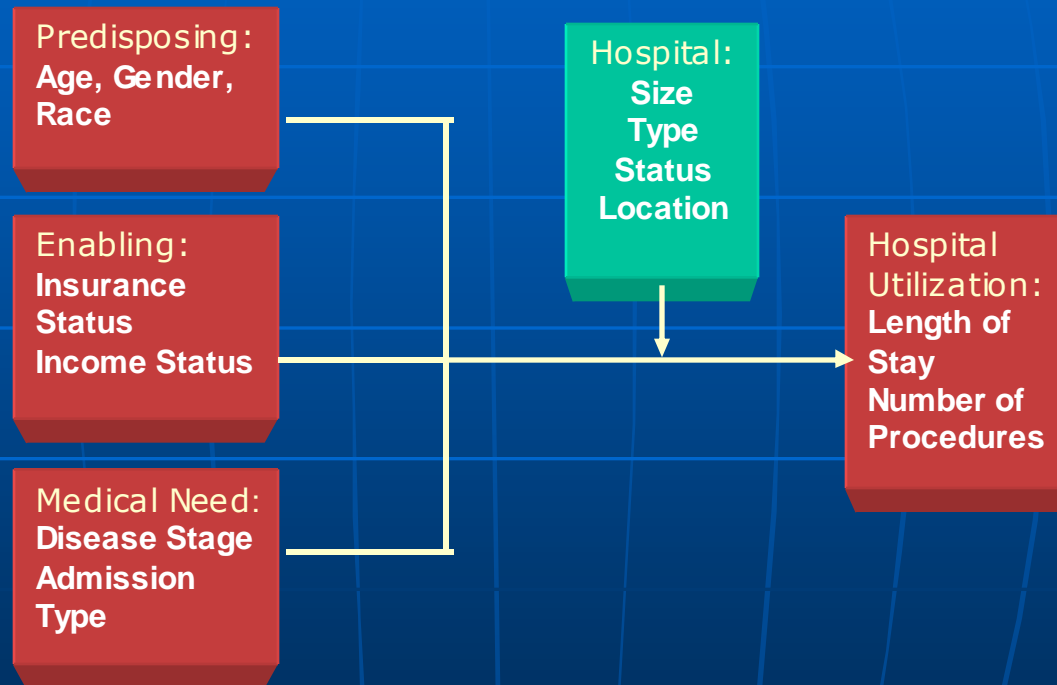 Predisposing:
Age, Gender,
Race
Enabling:
Insurance
Status
Income Status
Medical Need:
Disease Stage
Admission
Type
Hospital:
Size
Type
Status
Location
Hospital
Utilization:
Length of
Stay
Number of
Procedures